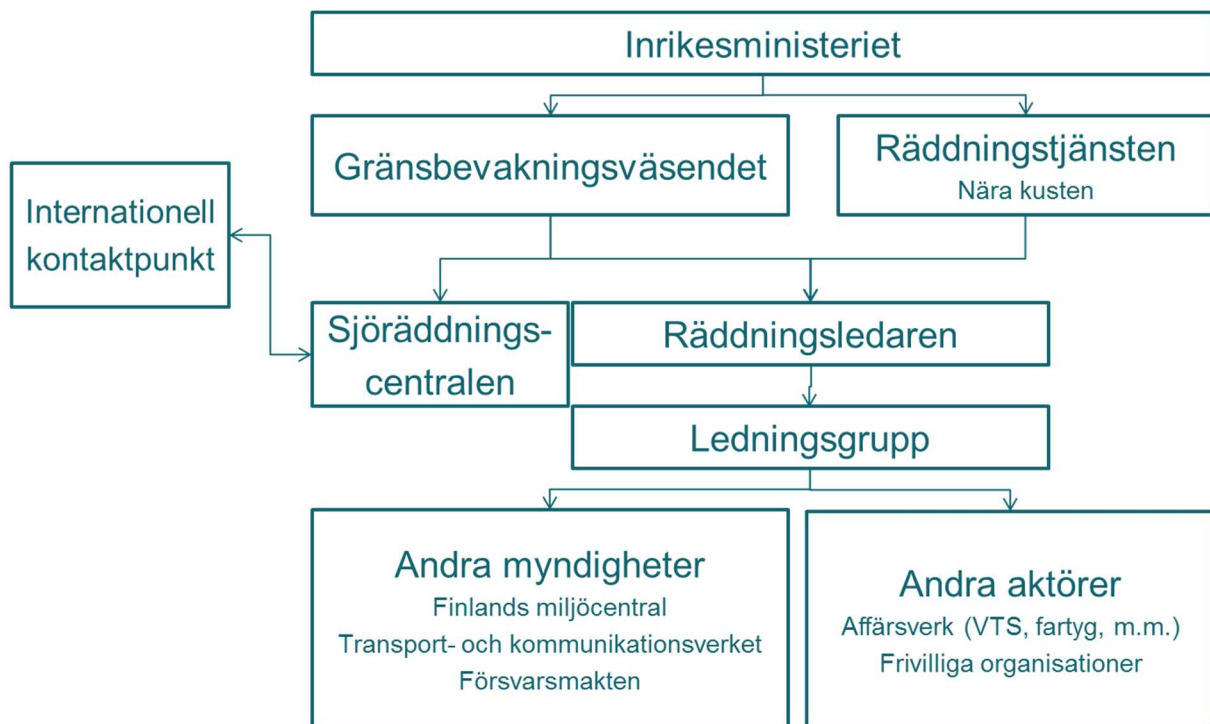 Inrikesministeriet
Gränsbevakningsväsendet
Räddningstjänsten
Nära kusten
Internationell
kontaktpunkt
Sjöräddnings-
centralen
Räddningsledaren
Ledningsgrupp
Andra myndigheter
Finlands miljöcentral
Transport- och kommunikationsverket
Försvarsmakten
Andra aktörer
Affärsverk (VTS, fartyg, m.m.)
Frivilliga organisationer